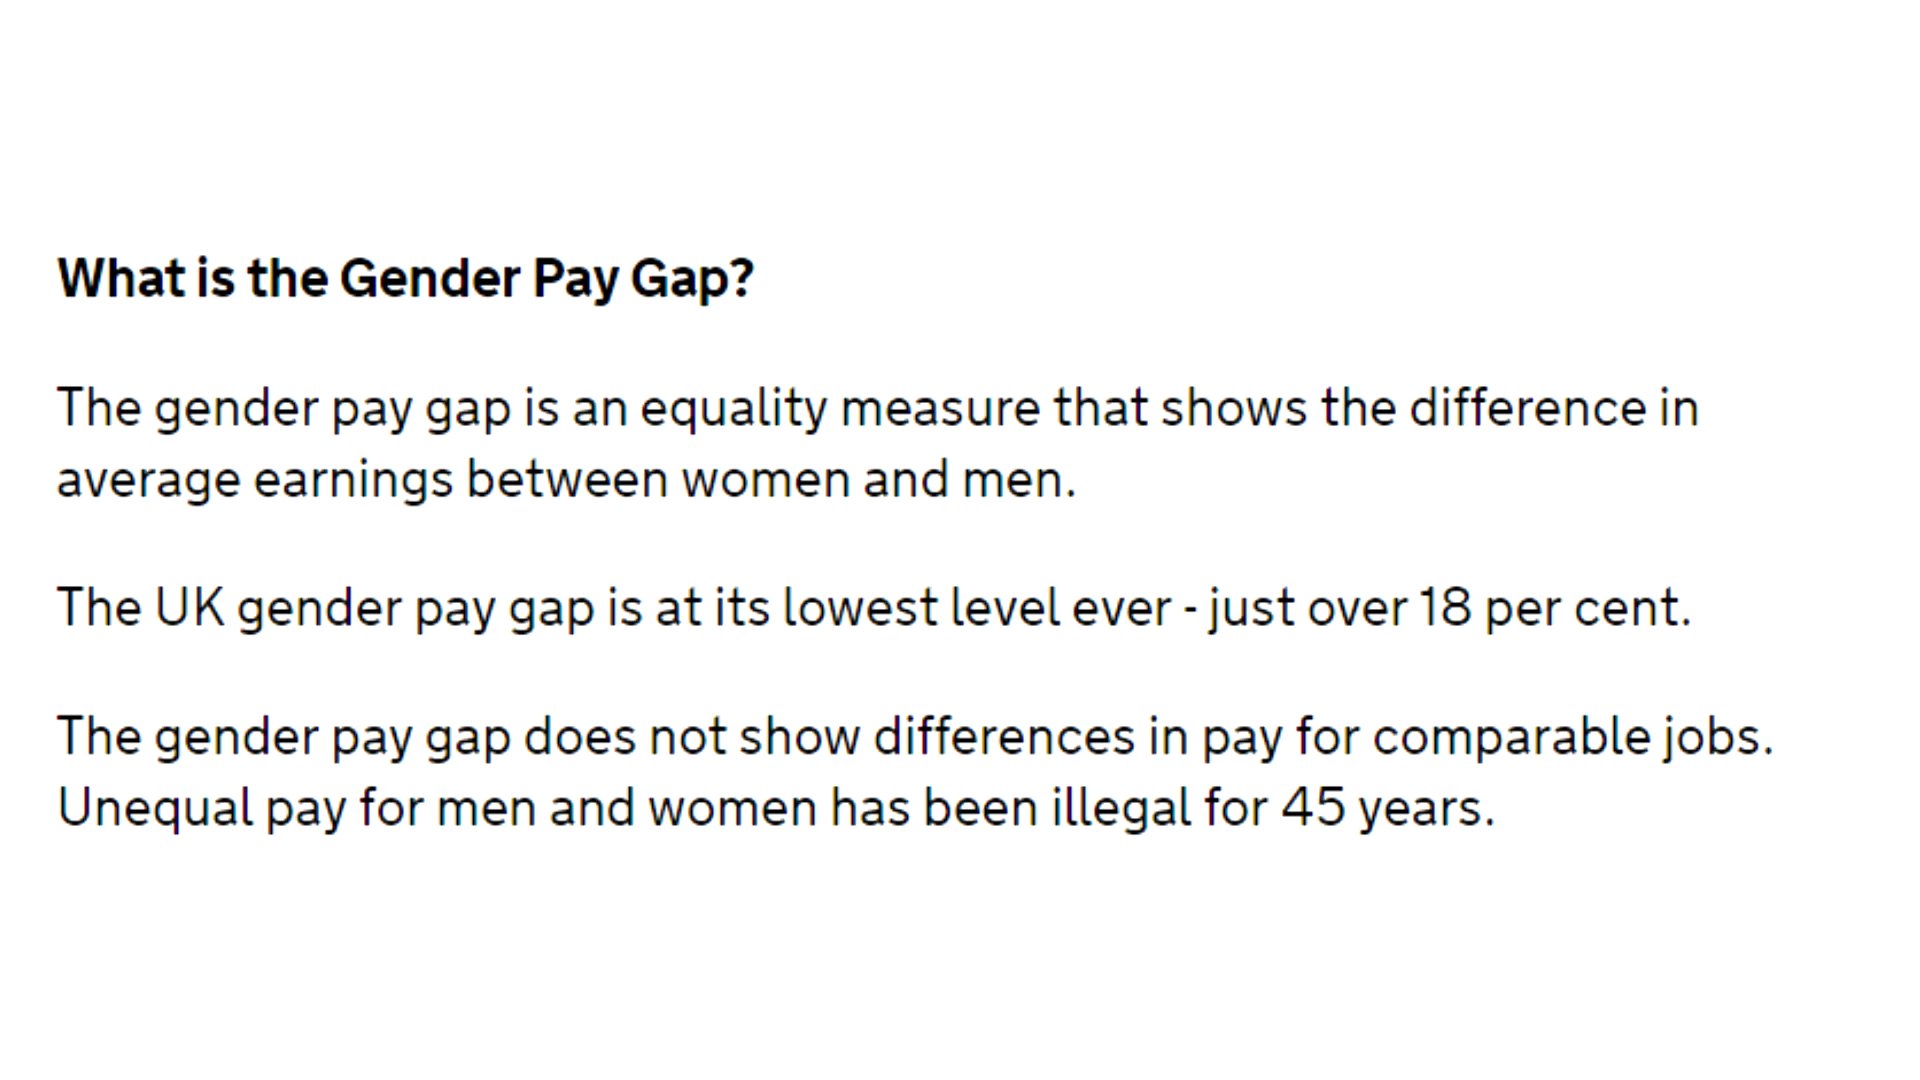 What is the Gender Pay Gap?
The gender pay gap is an equality measure that shows the difference in
average earnings between women and men.
The UK gender pay gap is at its lowest level ever - just over 18 per cent.
The gender pay gap does not show differences in pay for comparable jobs.
Unequal pay for men and women has been illegal for 45 years.